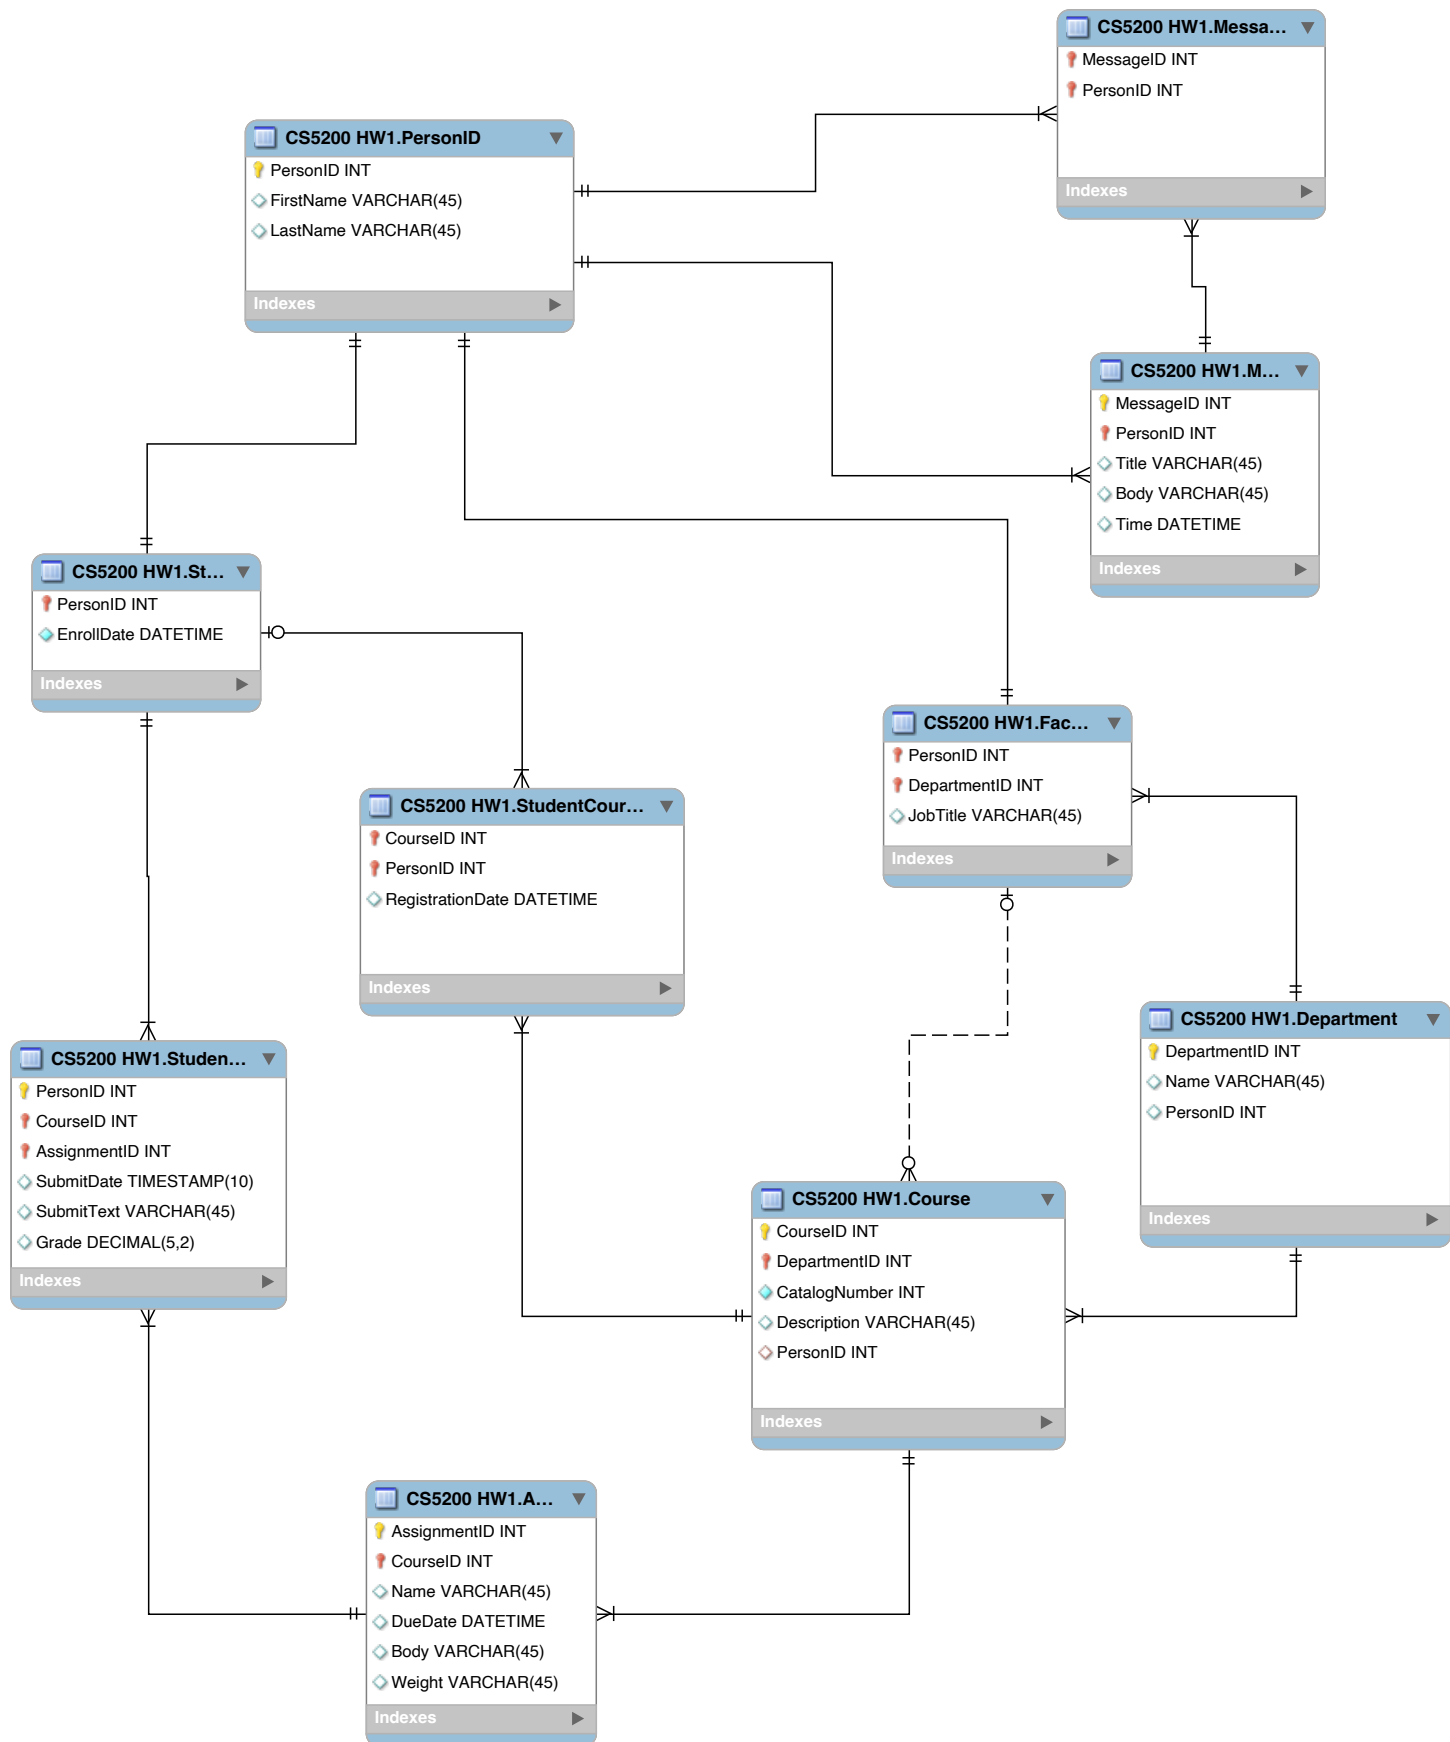 CS5200 HW1.Messa...
MessageID INT
PersonID INT
Indexes
CS5200 HW1.PersonID
PersonID INT
FirstName VARCHAR(45)
LastName VARCHAR(45)
Indexes
CS5200 HW1.M...
MessageID INT
PersonID INT
Title VARCHAR(45)
Body VARCHAR(45)
Time DATETIME
Indexes
CS5200 HW1.St...
PersonID INT
EnrollDate DATETIME
Indexes
CS5200 HW1.Fac...
PersonID INT
DepartmentID INT
JobTitle VARCHAR(45)
Indexes
CS5200 HW1.StudentCour...
CourseID INT
PersonID INT
RegistrationDate DATETIME
Indexes
CS5200 HW1.Department
DepartmentID INT
Name VARCHAR(45)
PersonID INT
Indexes
CS5200 HW1.Studen...
PersonID INT
CourseID INT
AssignmentID INT
SubmitDate TIMESTAMP(10)
SubmitText VARCHAR(45)
Grade DECIMAL(5,2)
Indexes
CS5200 HW1.Course
CourseID INT
DepartmentID INT
CatalogNumber INT
Description VARCHAR(45)
PersonID INT
Indexes
CS5200 HW1.A...
AssignmentID INT
CourseID INT
Name VARCHAR(45)
DueDate DATETIME
Body VARCHAR(45)
Weight VARCHAR(45)
Indexes